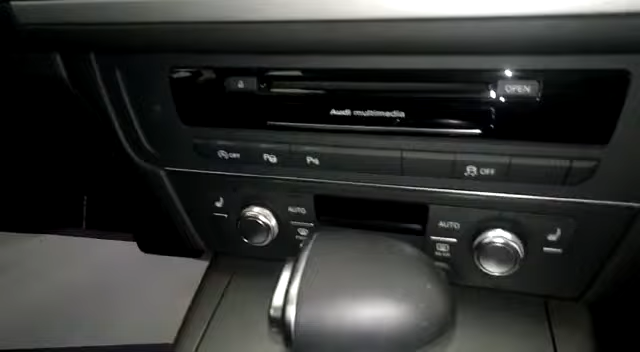 OPEN
Audi multimedia
OFF
P
P
OFF
AUTO
AUTO